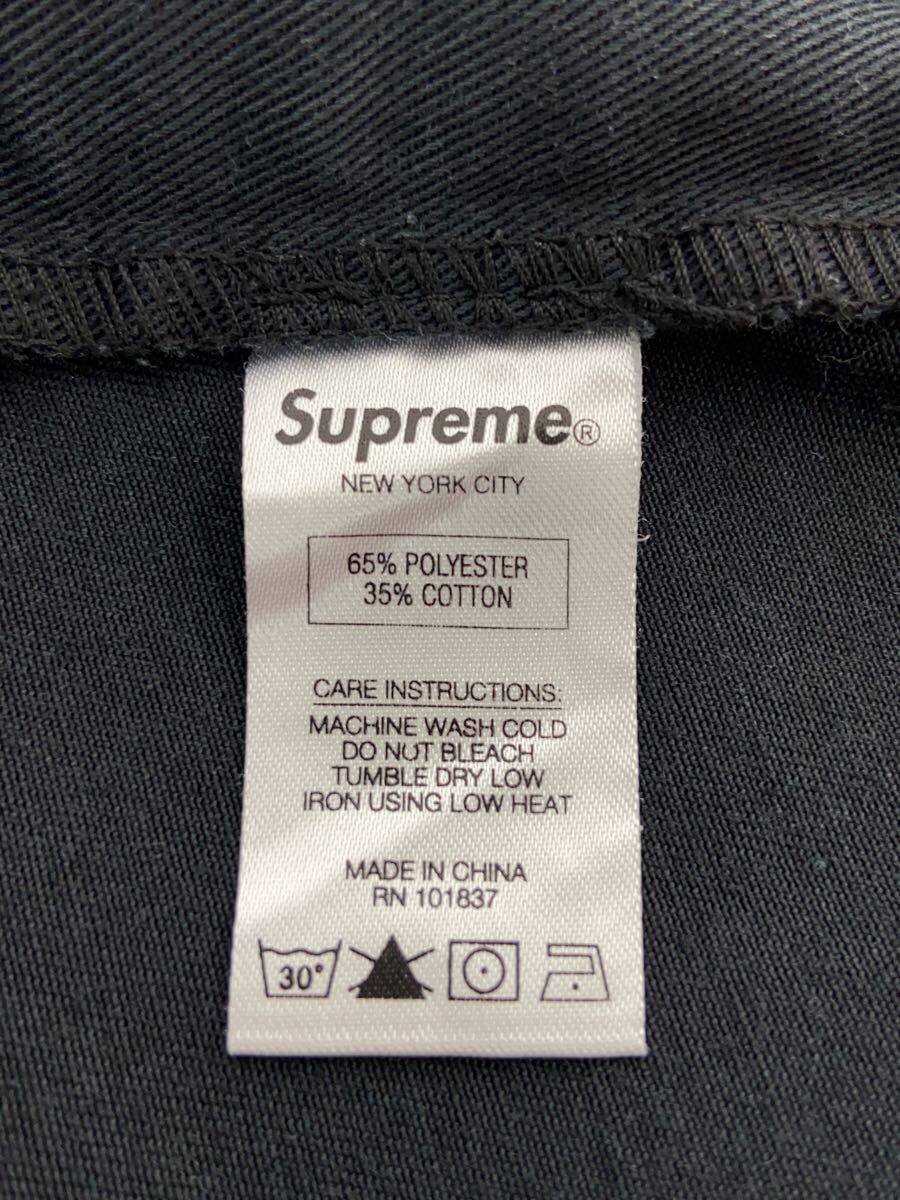 Supreme®
NEW YORK CITY
65% POLYESTER
35% COTTON
CARE INSTRUCTIONS:
MACHINE WASH COLD
DO NOT BLEACH
TUMBLE DRY LOW
IRON USING LOW HEAT
MADE IN CHINA
RN 101837
30°